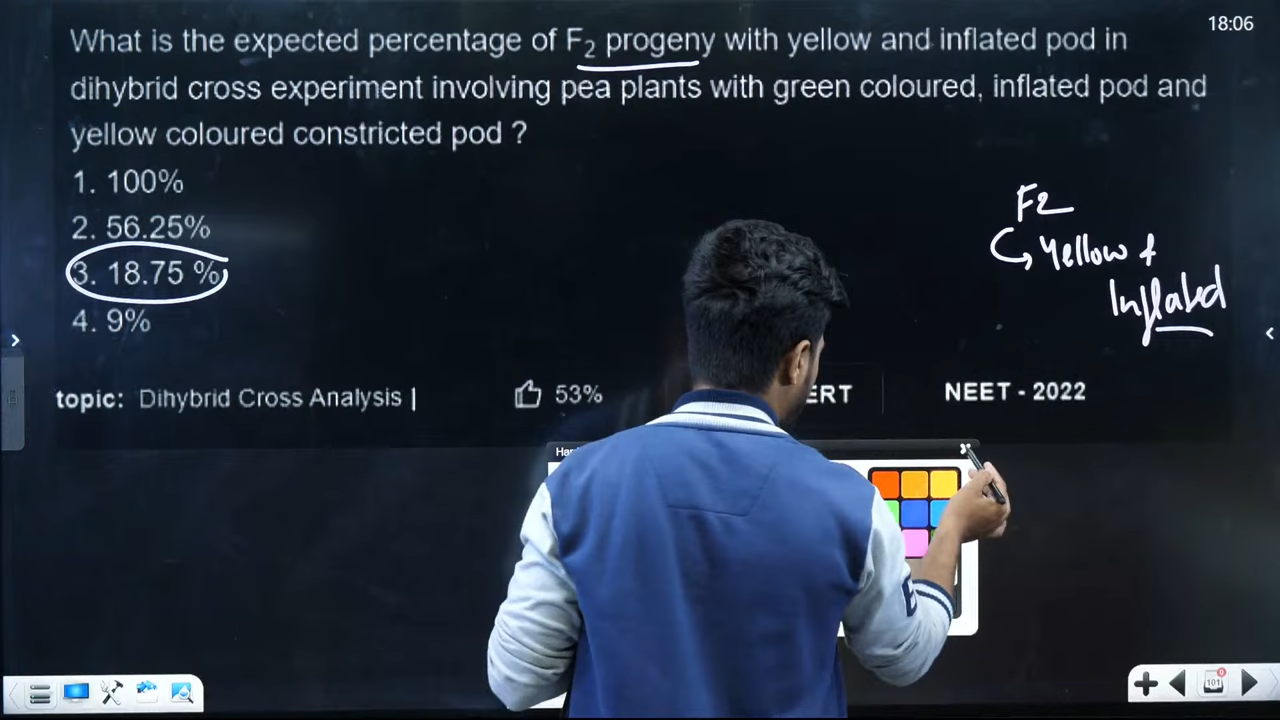 18:06
What is the expected percentage of F2 progeny with yellow and inflated pod in
dihybrid cross experiment involving pea plants with green coloured, inflated pod and
yellow coloured constricted pod ?
1. 100%
2. 56.25%
3. 18.75 %
4. 9%
F2
Yellow +
Inflated
topic: Dihybrid Cross Analysis |
53%
NEET - 2022
101